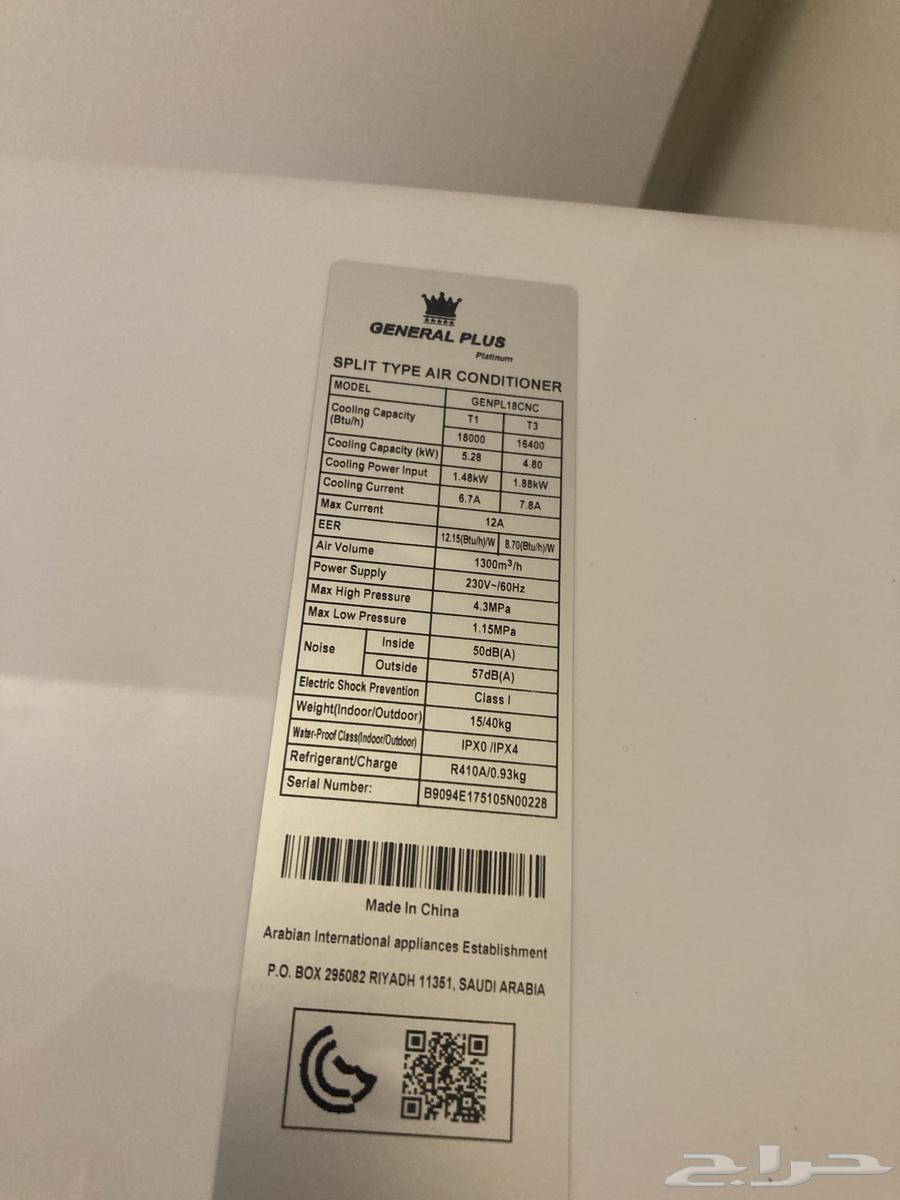 GENERAL PLUS
Platinum
SPLIT TYPE AIR CONDITIONER
MODEL GENPL18CNC
Cooling Capacity (Btu/h) T1 T3
18000 16400
Cooling Capacity (kW) 5.28 4.80
Cooling Power Input 1.48kW 1.88kW
Cooling Current 6.7A 7.8A
Max Current 12A
EER 12.15(Btu/h)/W 8.70(Btu/h)/W
Air Volume 1300m³/h
Power Supply 230V~/60Hz
Max High Pressure 4.3MPa
Max Low Pressure 1.15MPa
Noise Inside 50dB(A)
Outside 57dB(A)
Electric Shock Prevention Class I
Weight(Indoor/Outdoor) 15/40kg
Water-Proof Class(Indoor/Outdoor) IPX0 /IPX4
Refrigerant/Charge R410A/0.93kg
Serial Number: B9094E175105N00228
Made In China
Arabian International appliances Establishment
P.O. BOX 295082 RIYADH 11351, SAUDI ARABIA
حراج